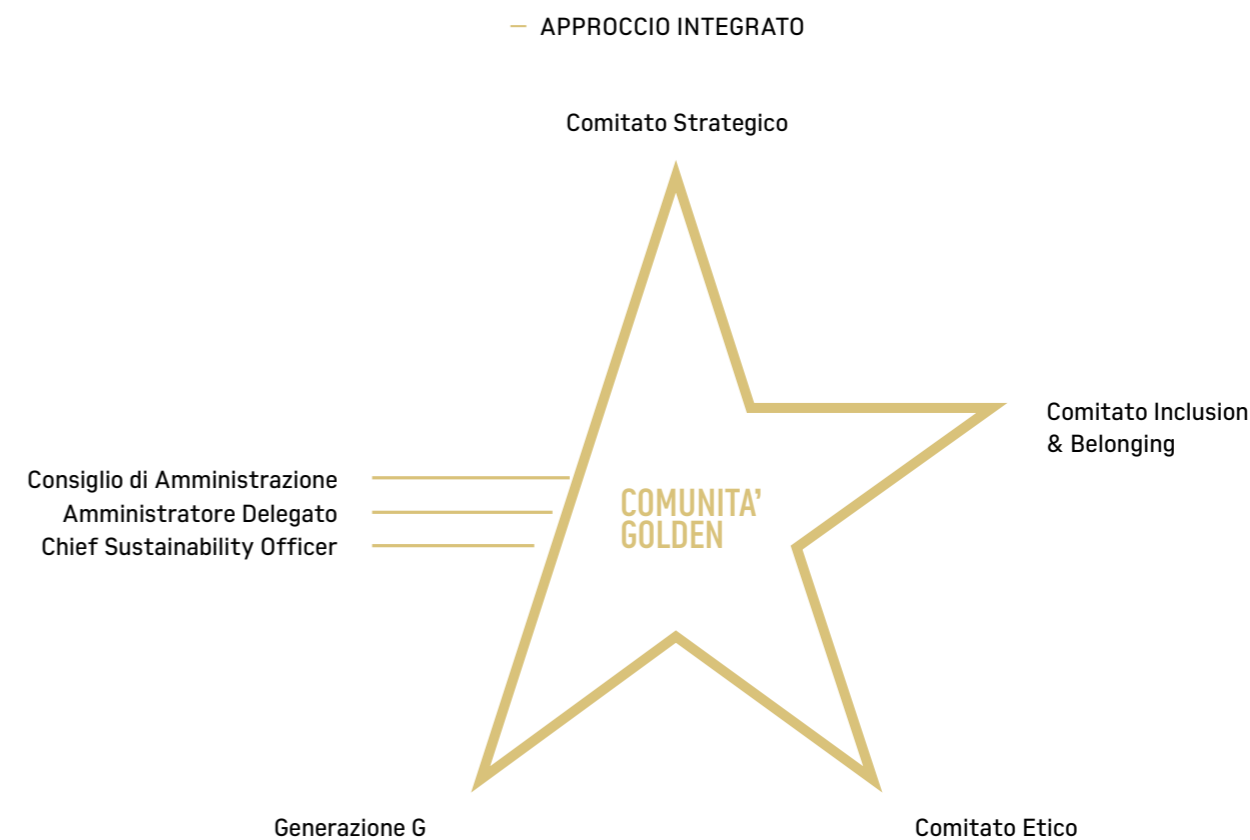 — APPROCCIO INTEGRATO
Comitato Strategico
Comitato Inclusion
& Belonging
Consiglio di Amministrazione
Amministratore Delegato
Chief Sustainability Officer
COMUNITA’
GOLDEN
Generazione G
Comitato Etico